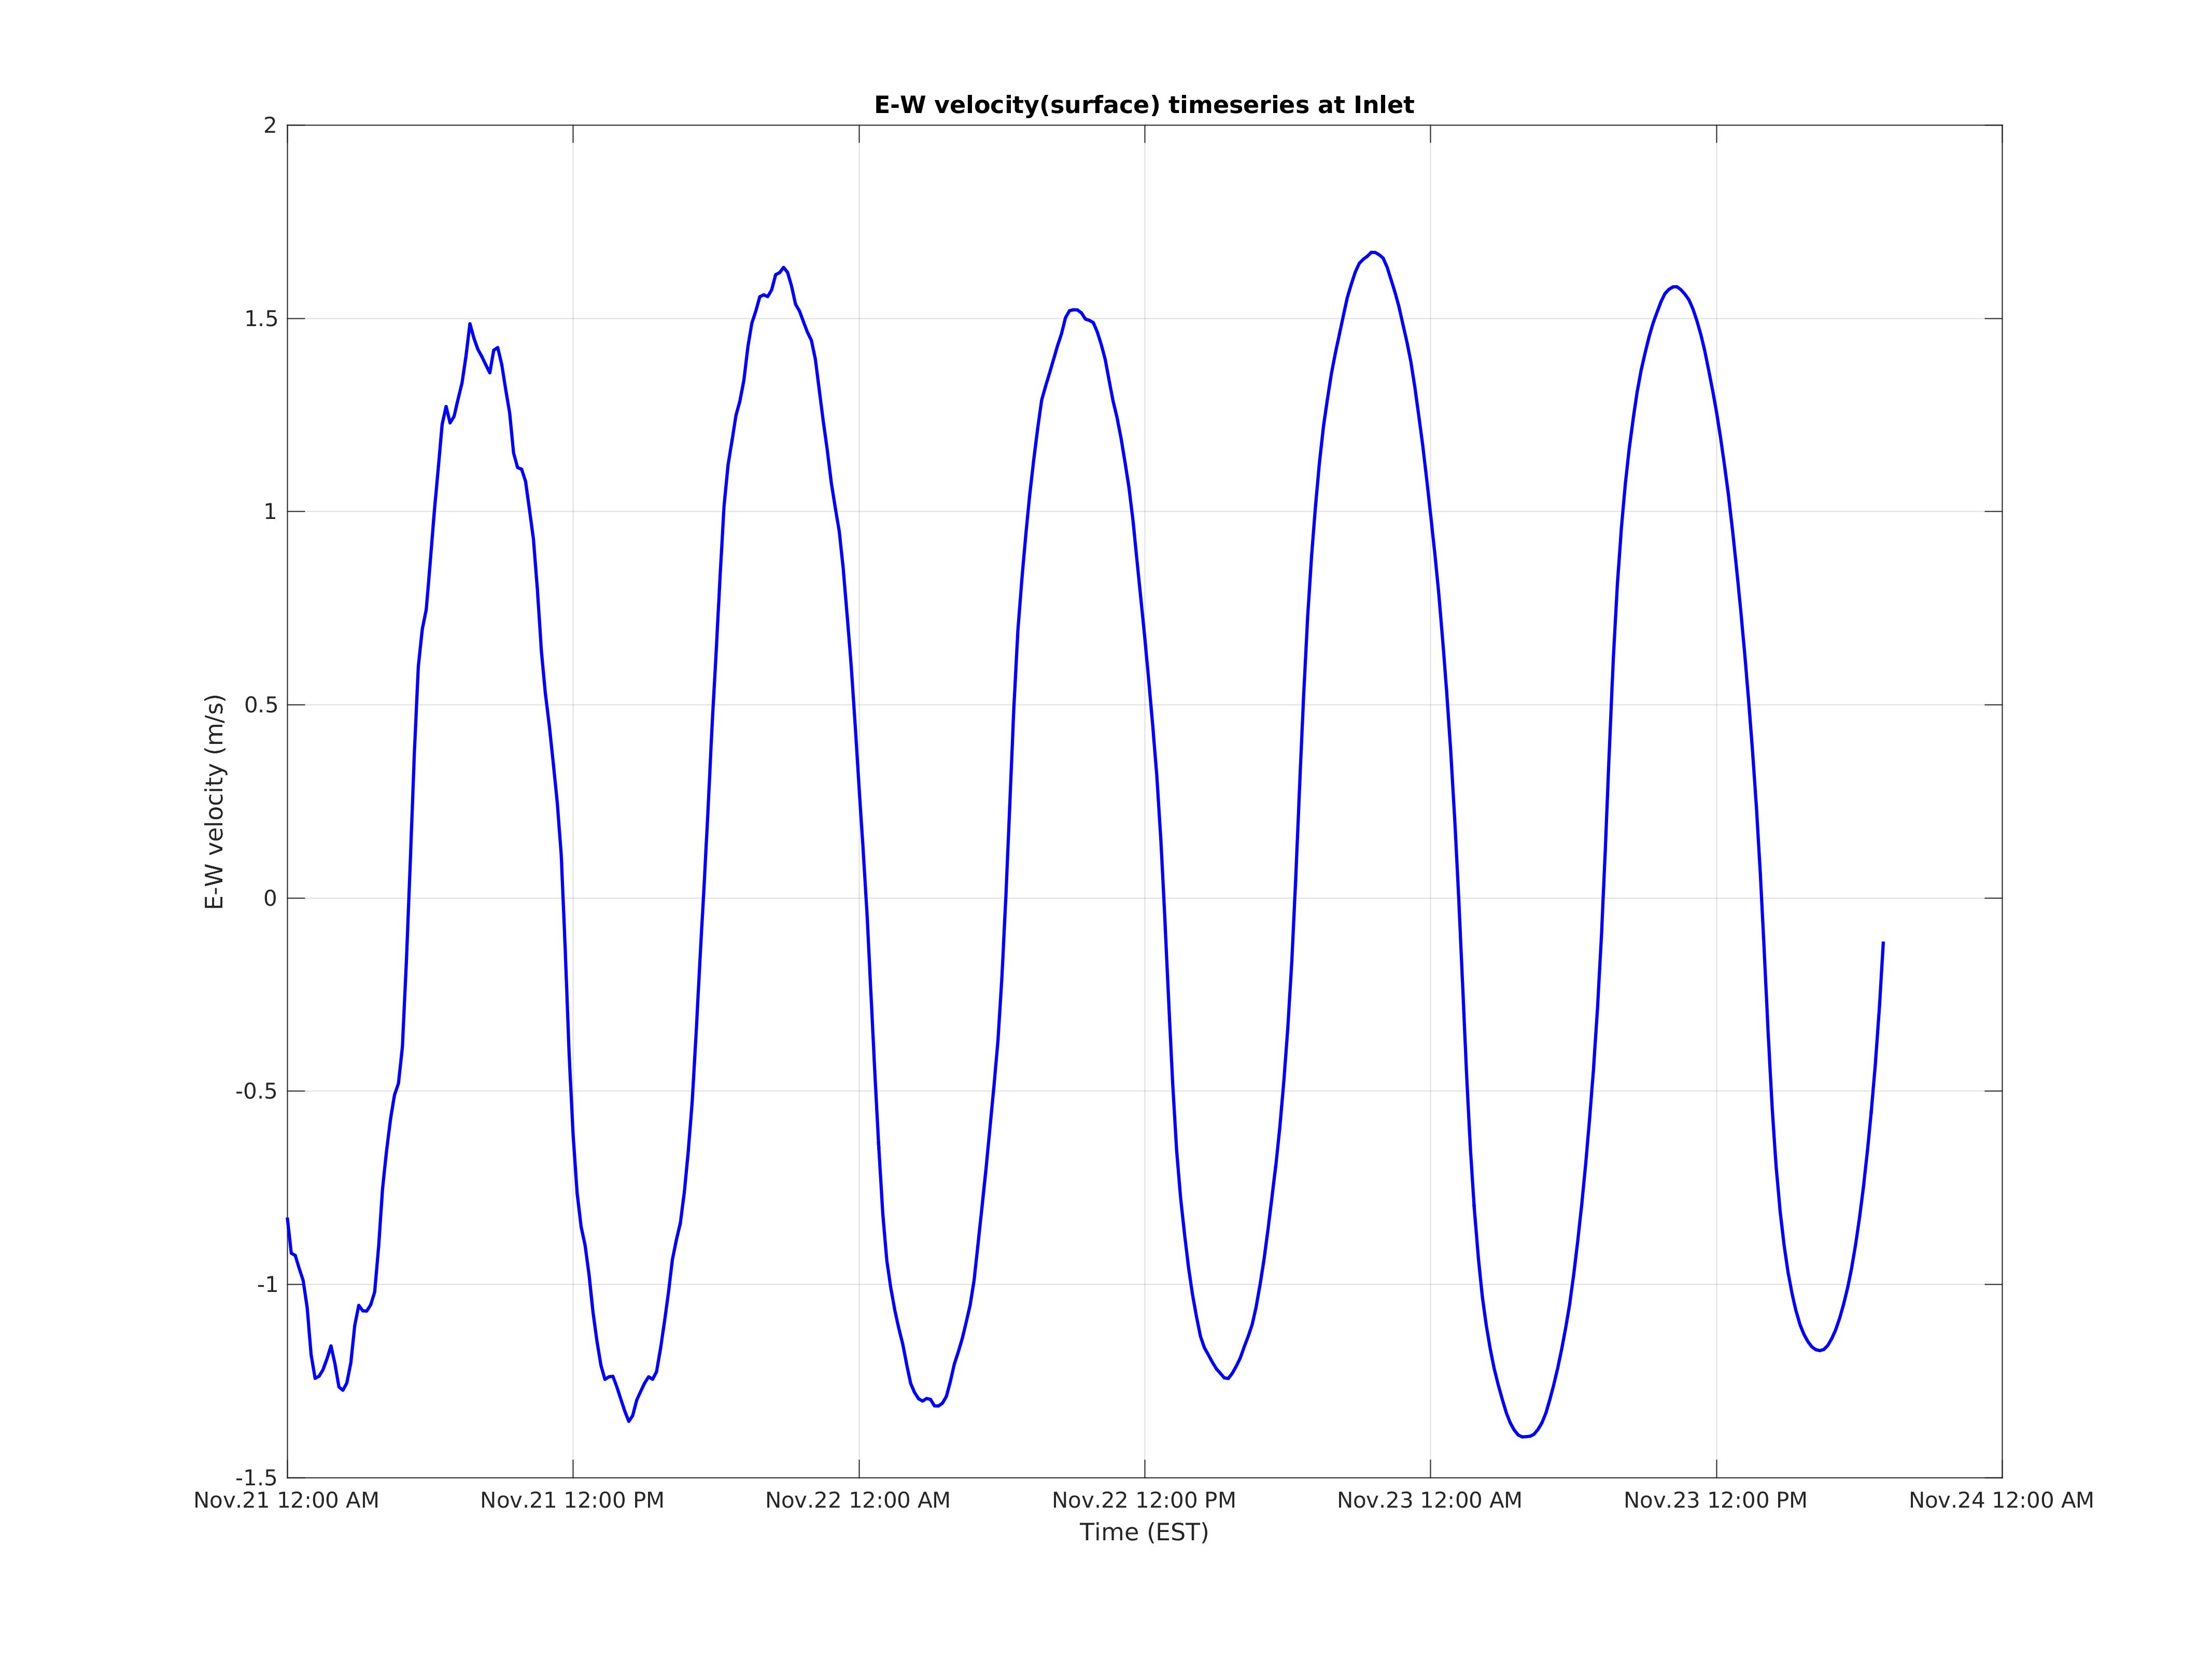 E-W velocity(surface) timeseries at Inlet
2
1.5
1
0.5
0
-0.5
-1
-1.5
E-W velocity (m/s)
Nov.21 12:00 AM Nov.21 12:00 PM Nov.22 12:00 AM Nov.22 12:00 PM Nov.23 12:00 AM Nov.23 12:00 PM Nov.24 12:00 AM
Time (EST)